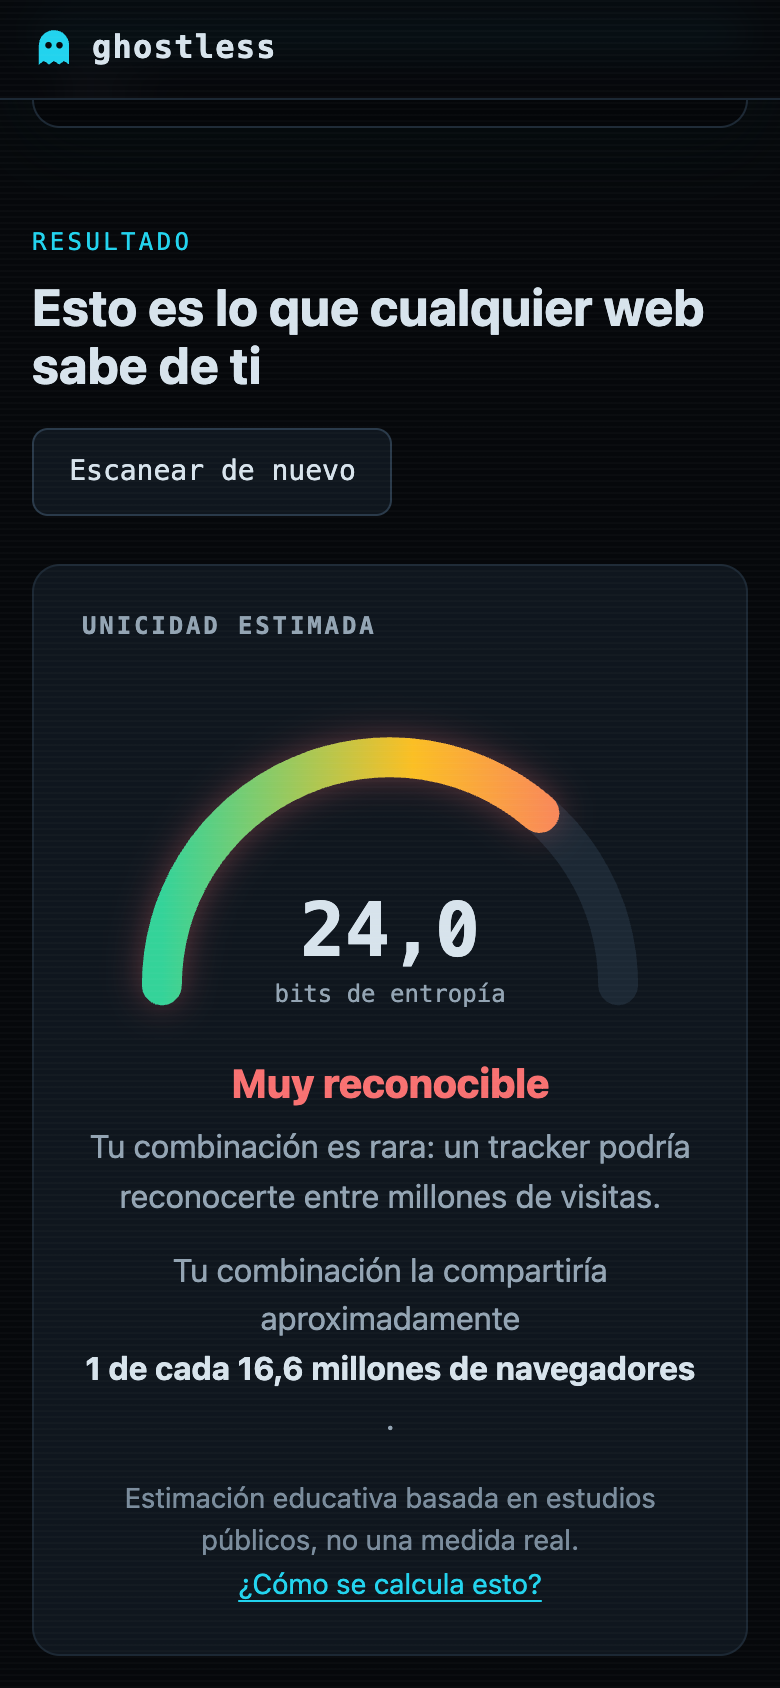 ghostless
RESULTADO
Esto es lo que cualquier web
sabe de ti
Escanear de nuevo
UNICIDAD ESTIMADA
24,0
bits de entropía
Muy reconocible
Tu combinación es rara: un tracker podría
reconocerte entre millones de visitas.
Tu combinación la compartiría
aproximadamente
1 de cada 16,6 millones de navegadores
.
Estimación educativa basada en estudios
públicos, no una medida real.
¿Cómo se calcula esto?